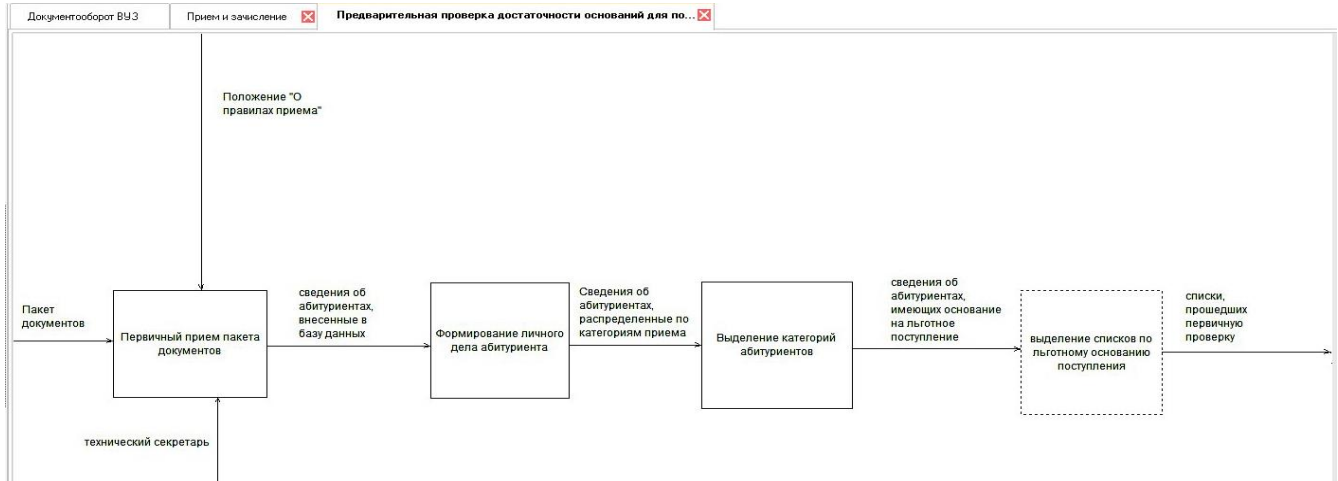 Документооборот ВУЗ
Прием и зачисление
Предварительная проверка достаточности оснований для по...
Положение "О
правилах приема"
Пакет
документов
Первичный прием пакета
документов
технический секретарь
сведения об
абитуриентах,
внесенные в
базу данных
Формирование личного
дела абитуриента
Сведения об
абитуриентах,
распределенные по
категориям приема
Выделение категорий
абитуриентов
сведения об
абитуриентах,
имеющих основание
на льготное
поступление
выделение списков по
льготному основанию
поступления
списки,
прошедших
первичную
проверку